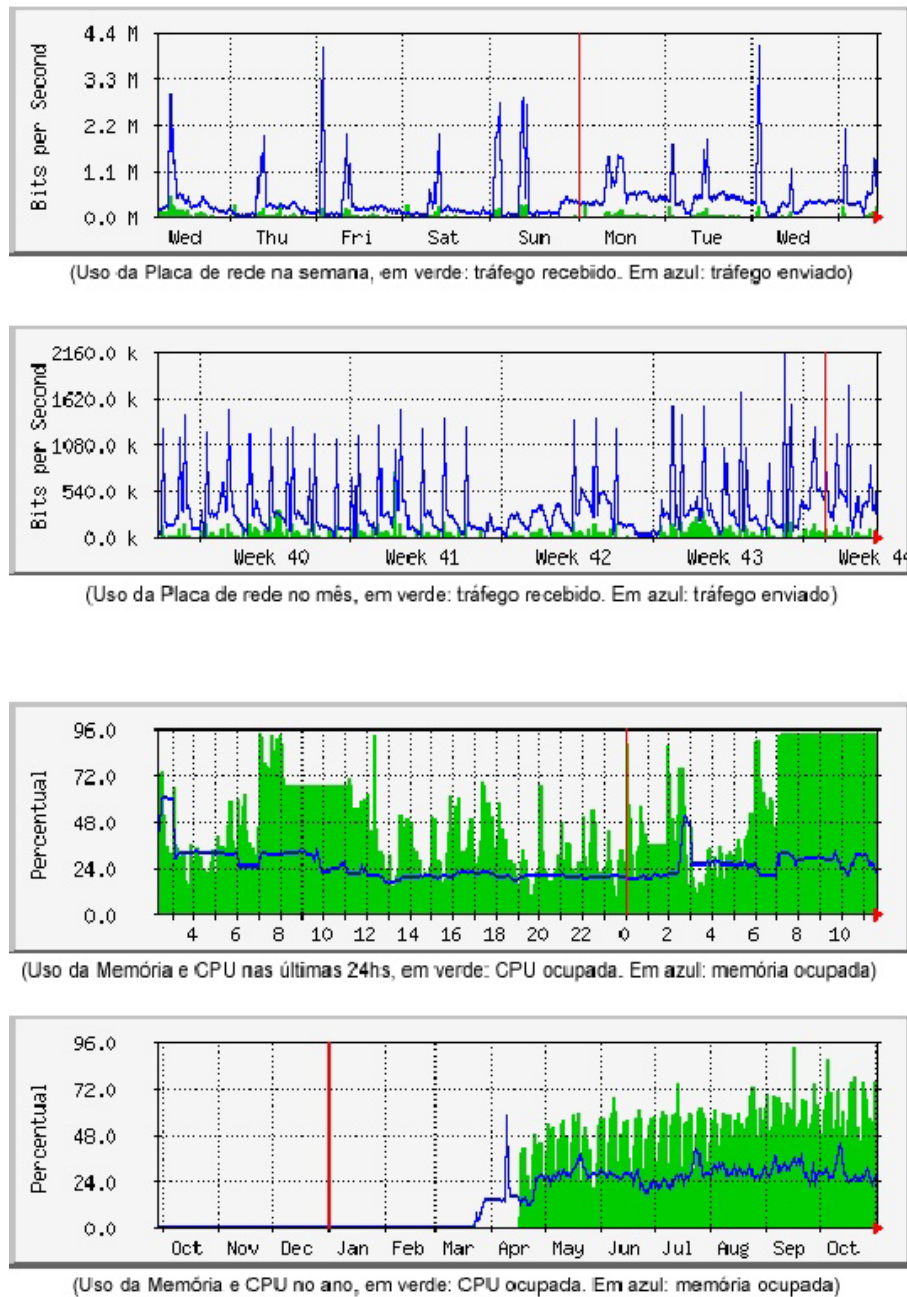 4.4 M
3.3 M
2.2 M
1.1 M
0.0 M
Bits per Second
Wed Thu Fri Sat Sun Mon Tue Wed
(Uso da Placa de rede na semana, em verde: tráfego recebido. Em azul: tráfego enviado)
2160.0 k
1620.0 k
1080.0 k
540.0 k
0.0 k
Bits per Second
Week 40 Week 41 Week 42 Week 43 Week 44
(Uso da Placa de rede no mês, em verde: tráfego recebido. Em azul: tráfego enviado)
96.0
72.0
48.0
24.0
0.0
Percentual
4 6 8 10 12 14 16 18 20 22 0 2 4 6 8 10
(Uso da Memória e CPU nas últimas 24hs, em verde: CPU ocupada. Em azul: memória ocupada)
96.0
72.0
48.0
24.0
0.0
Percentual
Oct Nov Dec Jan Feb Mar Apr May Jun Jul Aug Sep Oct
(Uso da Memória e CPU no ano, em verde: CPU ocupada. Em azul: memória ocupada)